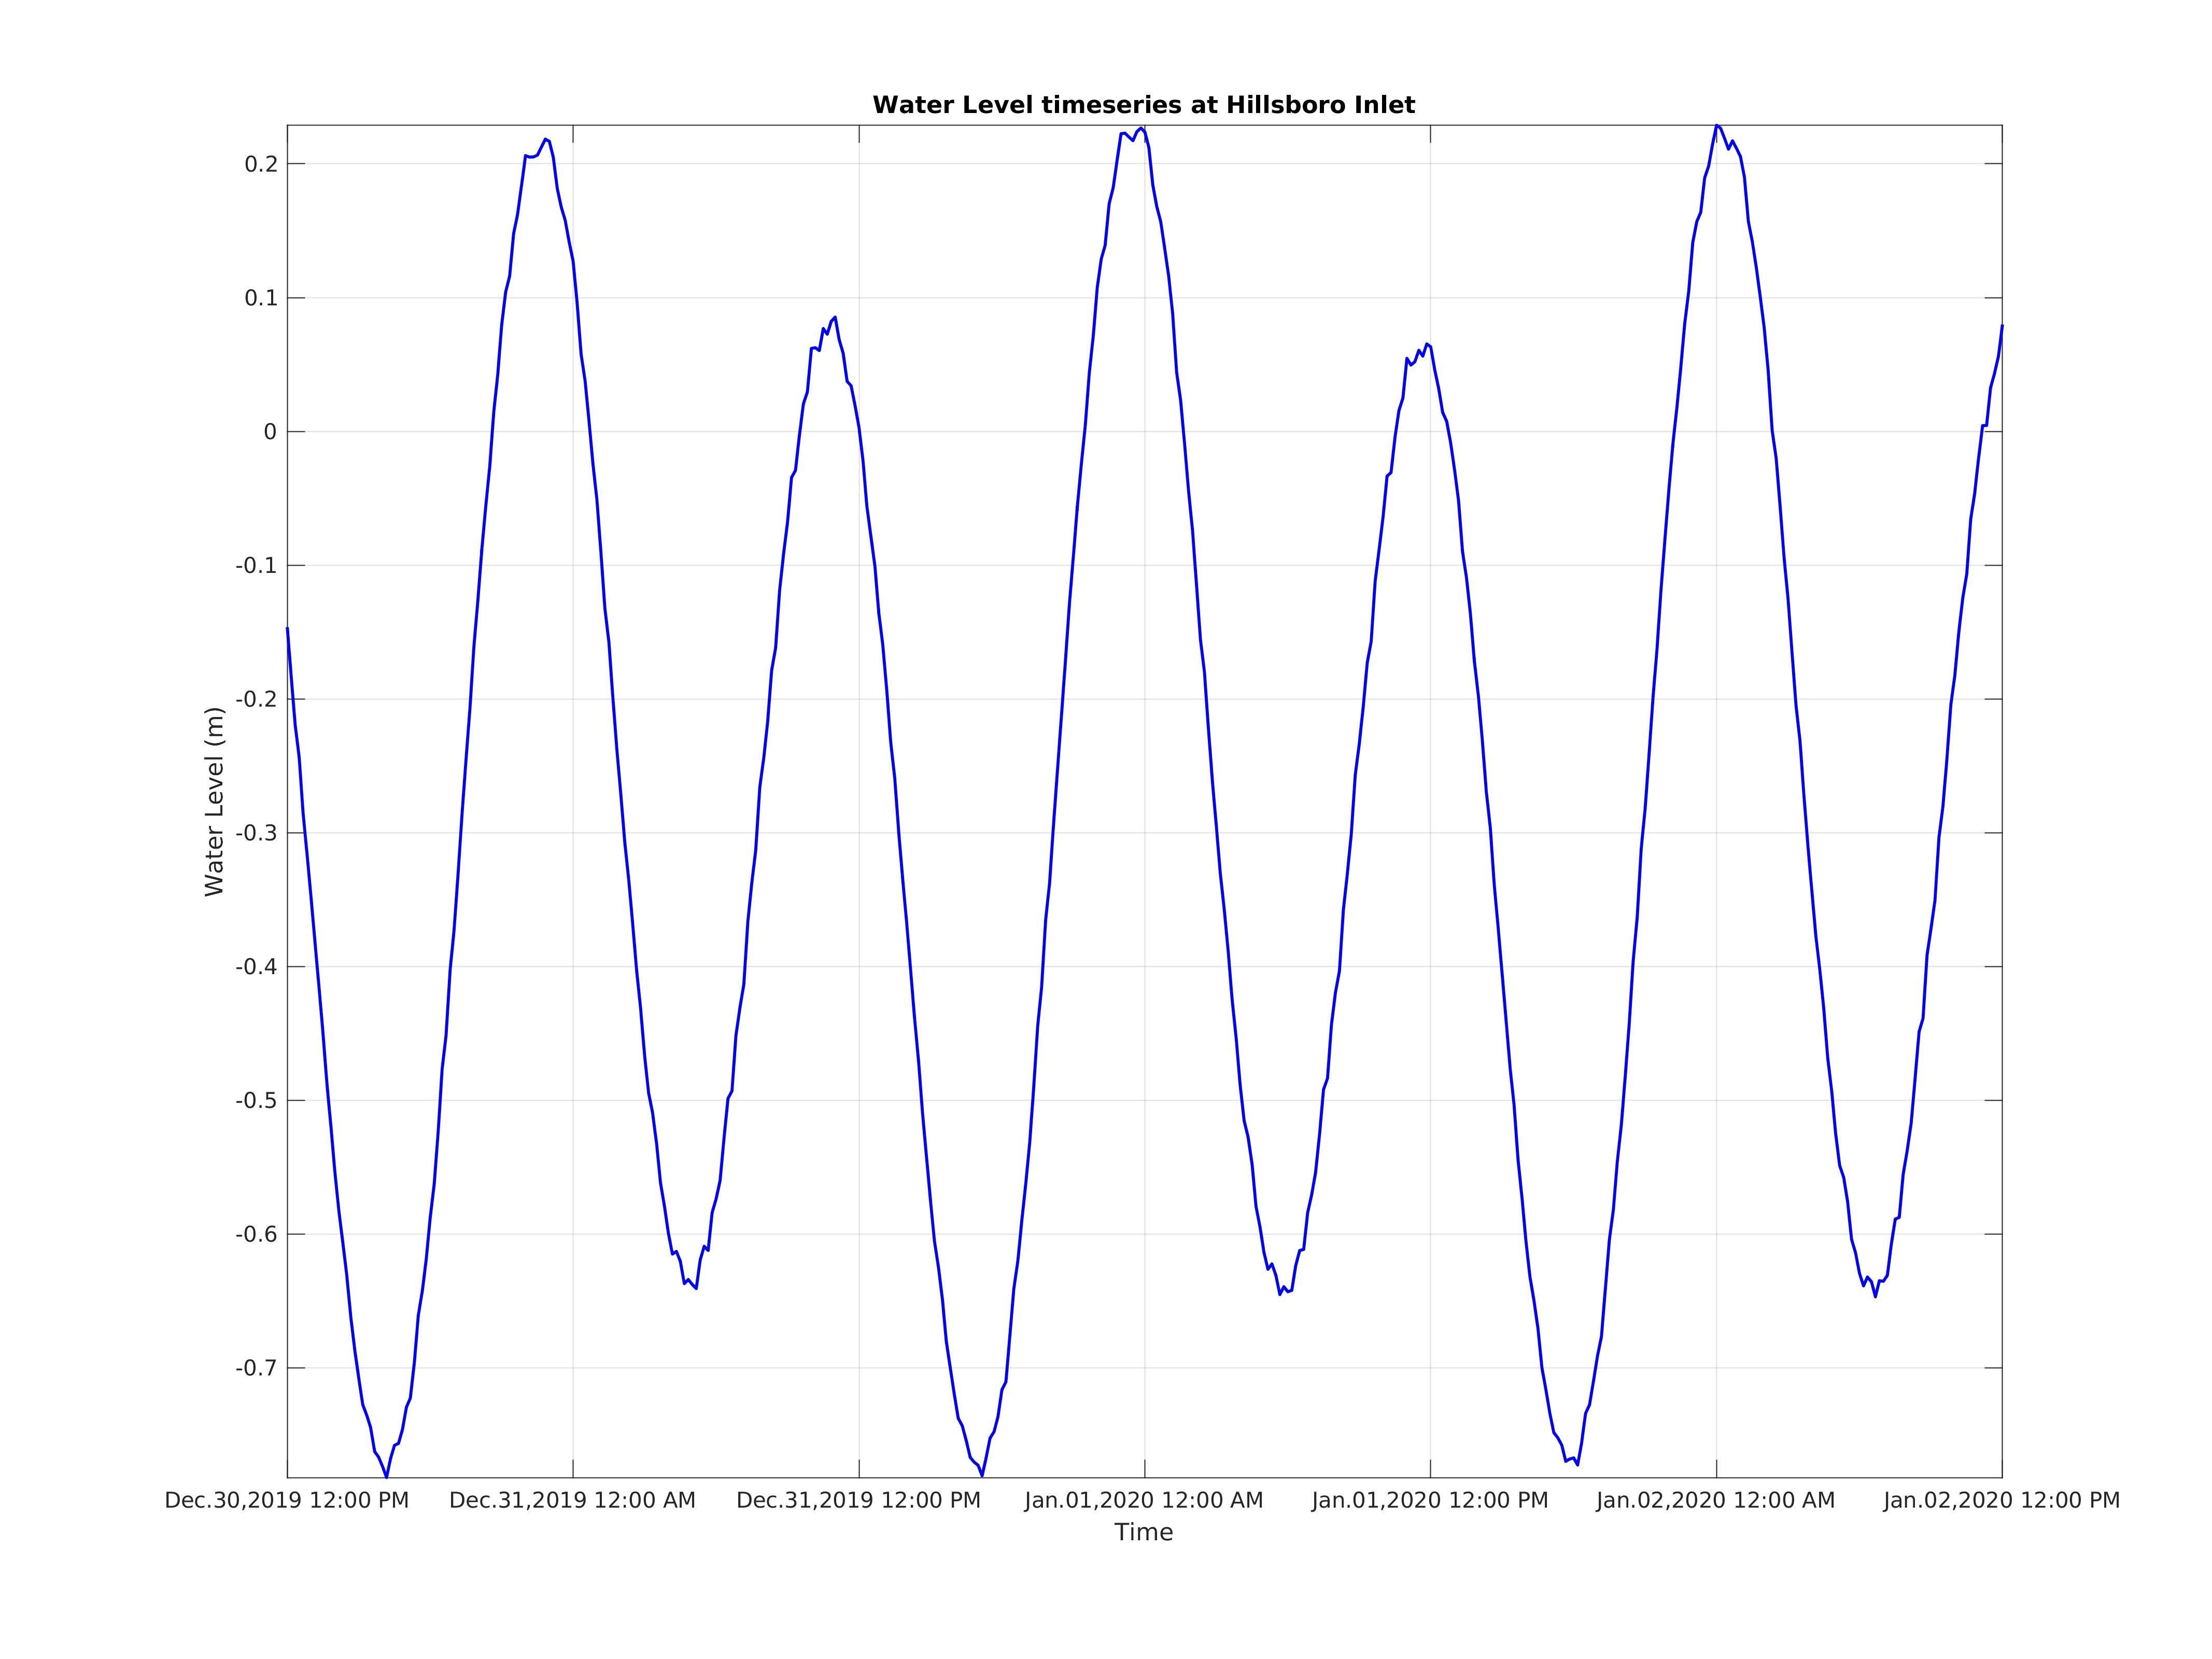 Water Level timeseries at Hillsboro Inlet
0.2
0.1
0
-0.1
-0.2
-0.3
-0.4
-0.5
-0.6
-0.7
Water Level (m)
Dec.30,2019 12:00 PM Dec.31,2019 12:00 AM Dec.31,2019 12:00 PM Jan.01,2020 12:00 AM Jan.01,2020 12:00 PM Jan.02,2020 12:00 AM Jan.02,2020 12:00 PM
Time